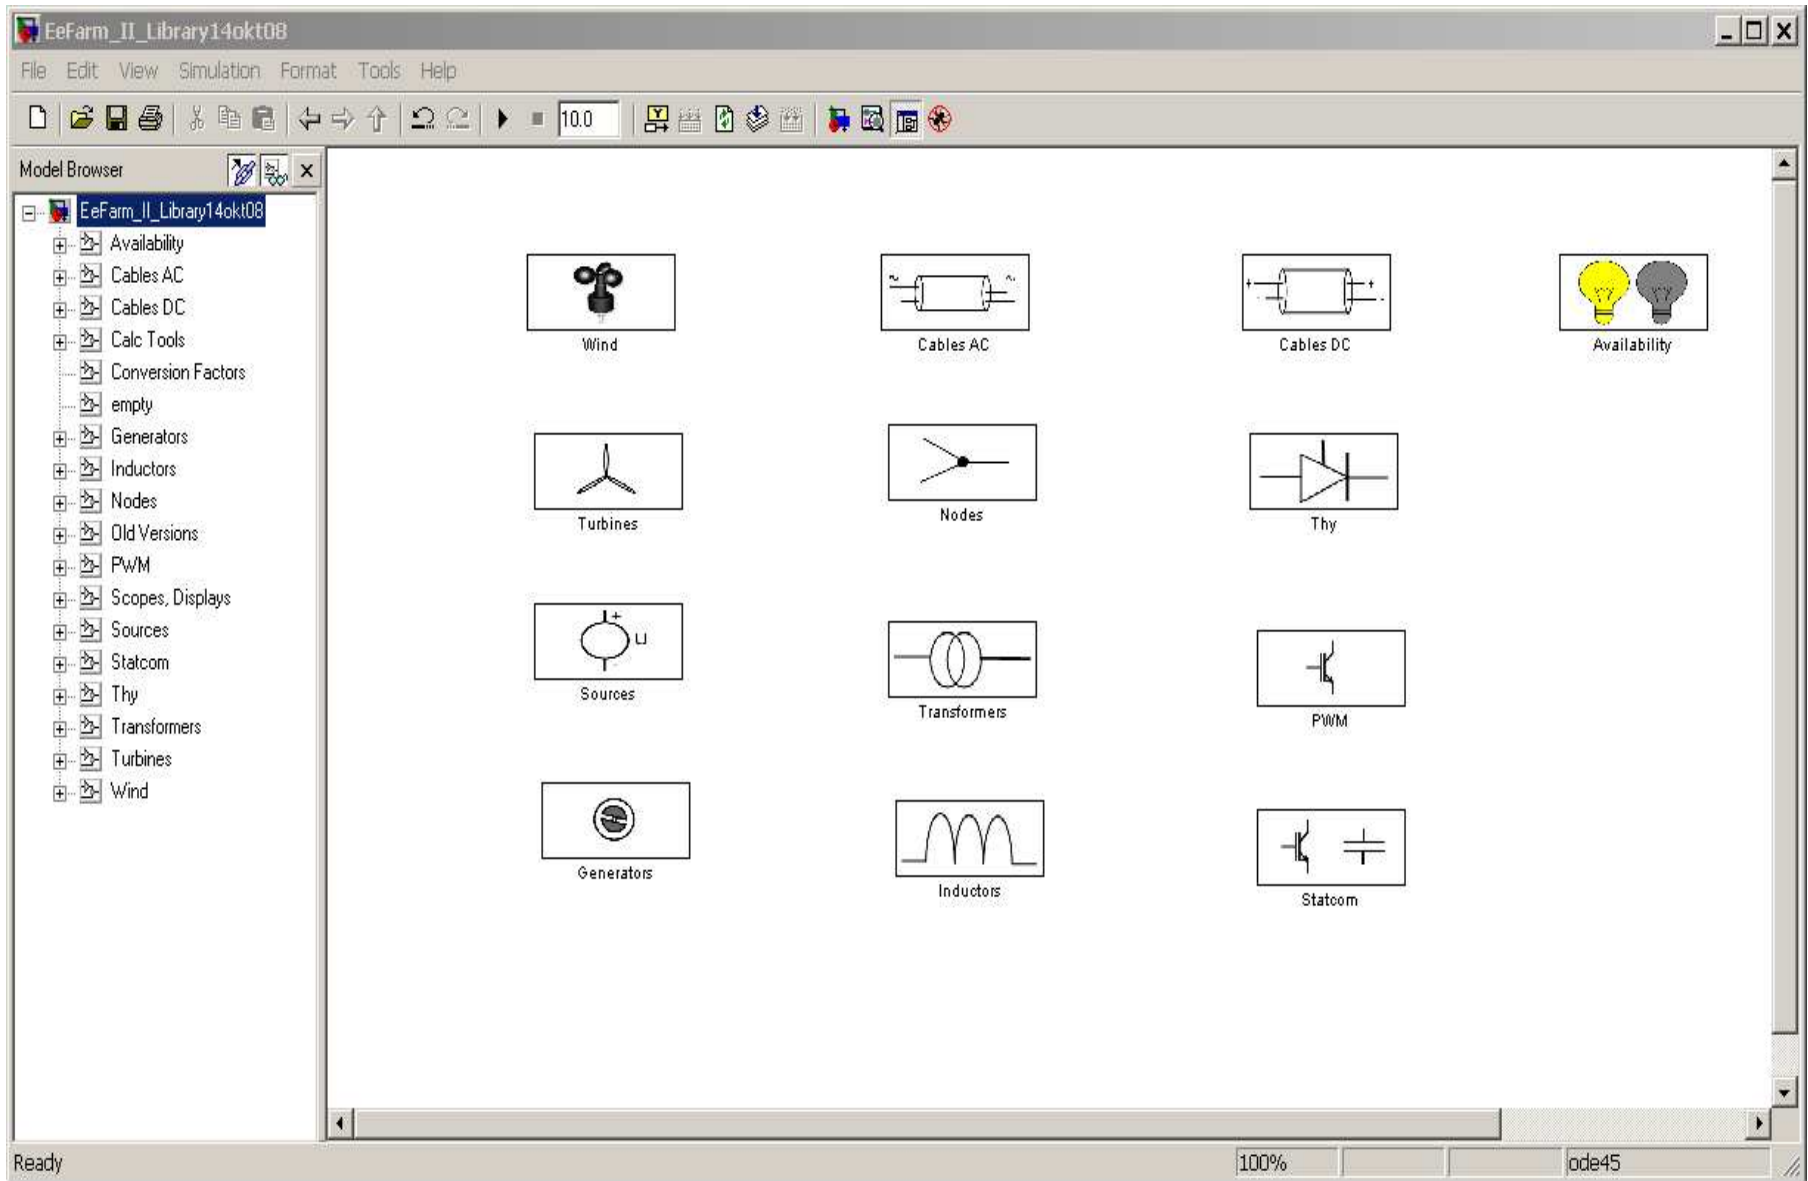 EeFarm_II_Library14okt08
File Edit View Simulation Format Tools Help
10.0
Model Browser
EeFarm_II_Library14okt08
Availability
Cables AC
Cables DC
Calc Tools
Conversion Factors
empty
Generators
Inductors
Nodes
Old Versions
PWM
Scopes, Displays
Sources
Statcom
Thy
Transformers
Turbines
Wind
Wind Cables AC Cables DC Availability
Turbines Nodes Thy
U
Sources Transformers PWM
Generators Inductors Statcom
Ready 100% ode45